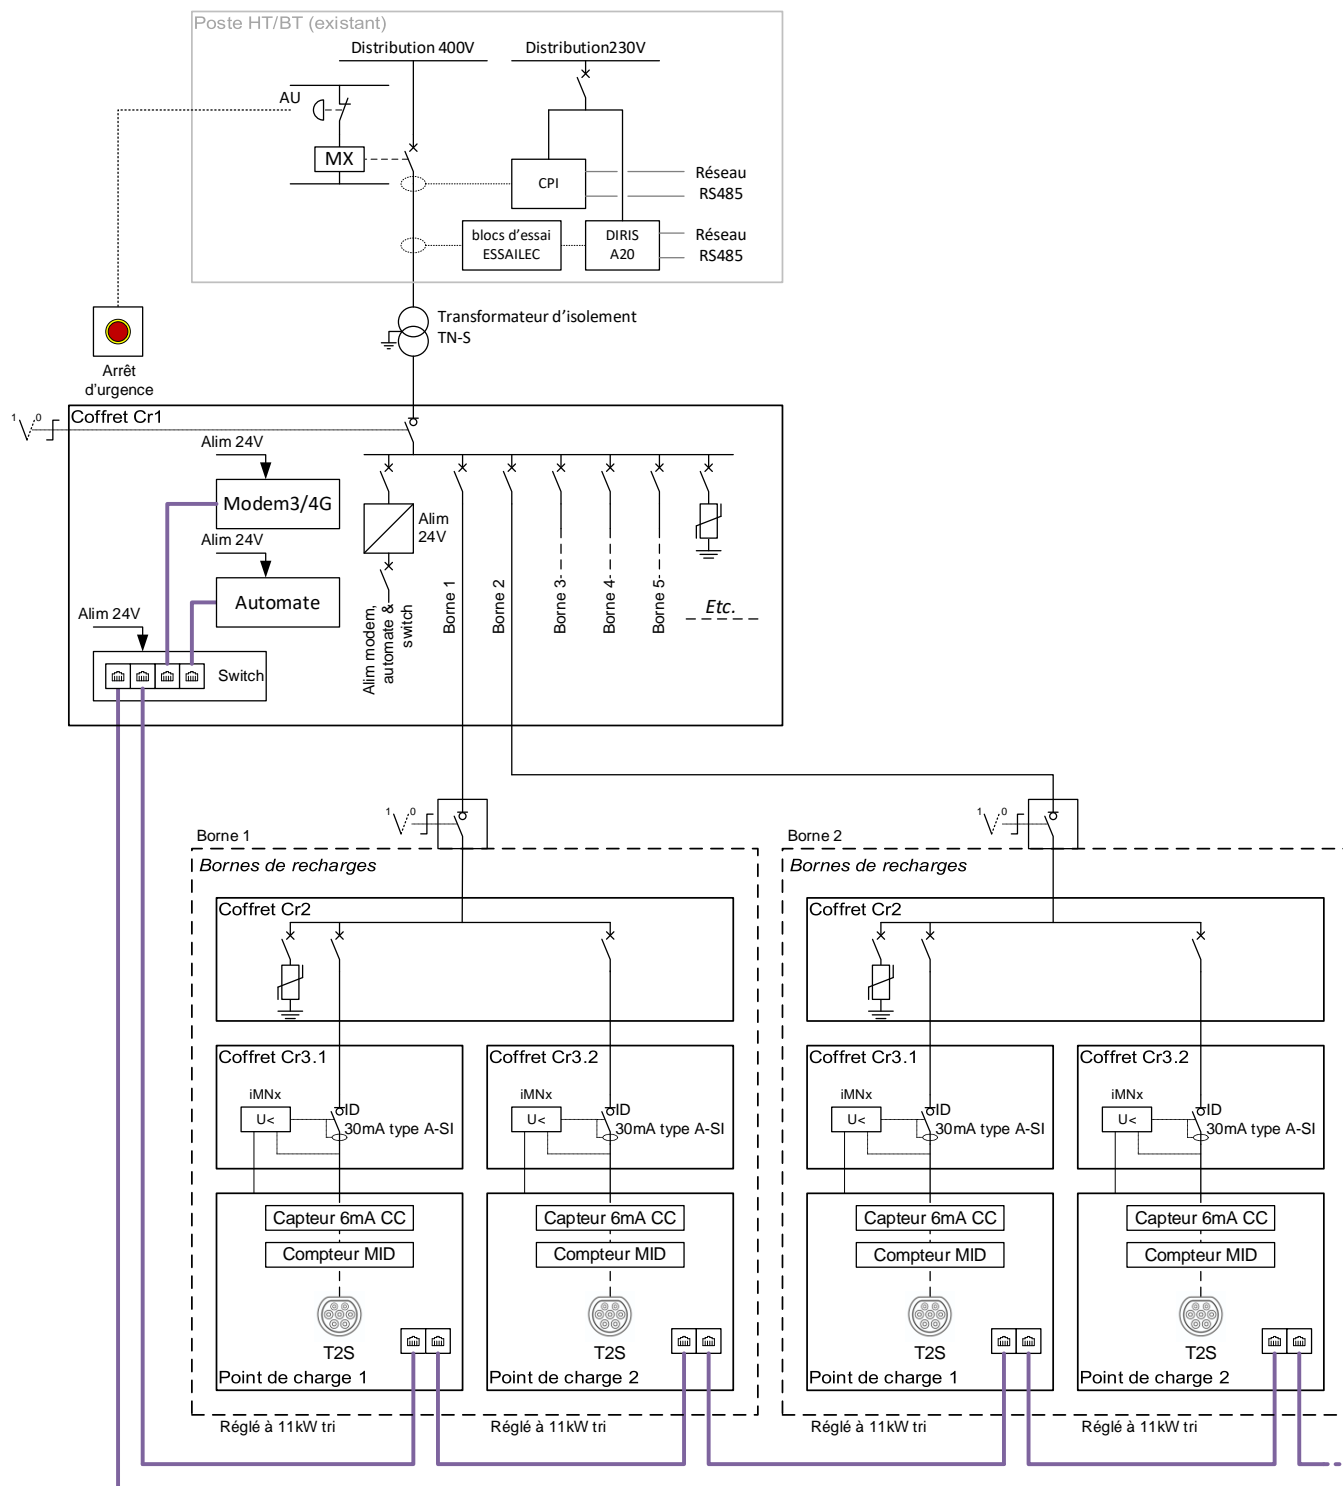 Poste HT/BT (existant)
Distribution 400V
Distribution230V
AU
MX
CPI
Réseau
RS485
blocs d'essai
ESSAILEC
DIRIS
A20
Réseau
RS485
Transformateur d'isolement
TN-S
Arrêt
d'urgence
1
0
Coffret Cr1
Alim 24V
Modem3/4G
Alim 24V
Automate
Alim 24V
Switch
Alim
24V
Alim modem,
automate &
switch
Borne 1
Borne 2
Borne 3
Borne 4
Borne 5
Etc.
1
0
1
0
Borne 1
Bornes de recharges
Coffret Cr2
Coffret Cr3.1
iMNx
U<
ID
30mA type A-SI
Coffret Cr3.2
iMNx
U<
ID
30mA type A-SI
Capteur 6mA CC
Compteur MID
T2S
Point de charge 1
Capteur 6mA CC
Compteur MID
T2S
Point de charge 2
Réglé à 11kW tri
Réglé à 11kW tri
Borne 2
Bornes de recharges
Coffret Cr2
Coffret Cr3.1
iMNx
U<
ID
30mA type A-SI
Coffret Cr3.2
iMNx
U<
ID
30mA type A-SI
Capteur 6mA CC
Compteur MID
T2S
Point de charge 1
Capteur 6mA CC
Compteur MID
T2S
Point de charge 2
Réglé à 11kW tri
Réglé à 11kW tri